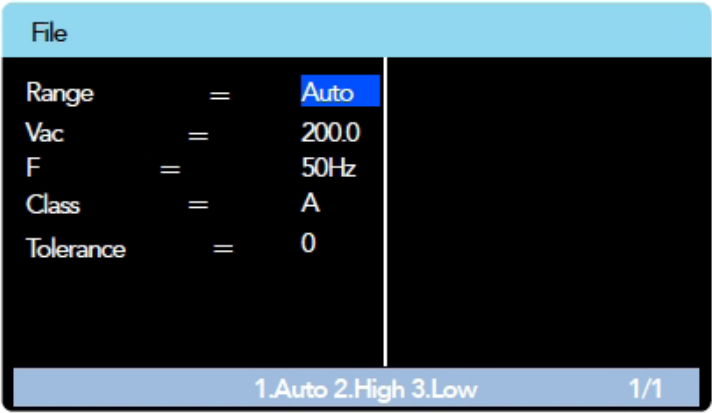 File
Range = Auto
Vac = 200.0
F = 50Hz
Class = A
Tolerance = 0
1.Auto 2.High 3.Low 1/1